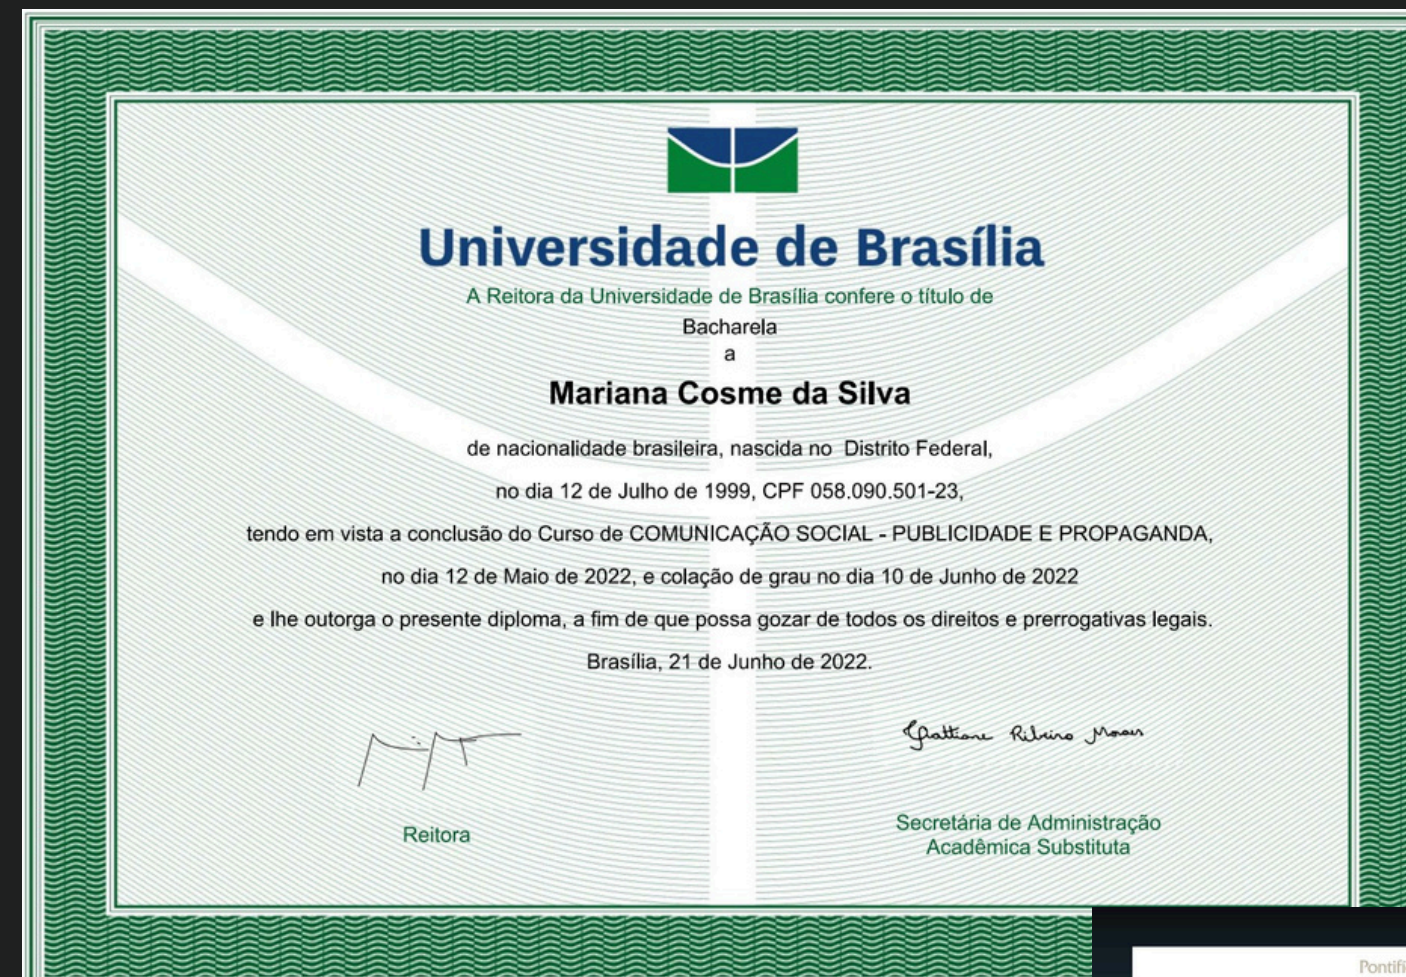 Universidade de Brasília
A Reitora da Universidade de Brasília confere o título de
Bacharela
a
Mariana Cosme da Silva
de nacionalidade brasileira, nascida no Distrito Federal,
no dia 12 de Julho de 1999, CPF 058.090.501-23,
tendo em vista a conclusão do Curso de COMUNICAÇÃO SOCIAL - PUBLICIDADE E PROPAGANDA,
no dia 12 de Maio de 2022, e colação de grau no dia 10 de Junho de 2022
e lhe outorga o presente diploma, a fim de que possa gozar de todos os direitos e prerrogativas legais.
Brasília, 21 de Junho de 2022.
Ribeiro Morais
Reitora
Secretária de Administração
Acadêmica Substituta
Pontifí